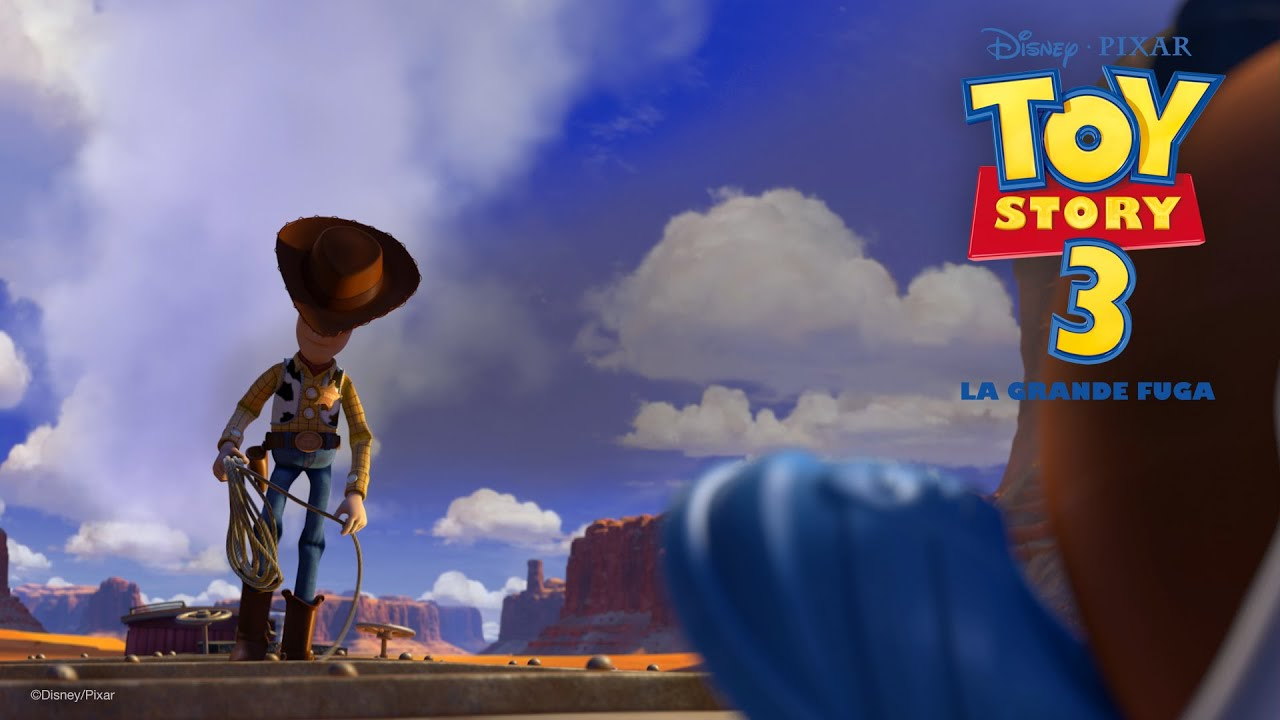 DISNEY · PIXAR
TOY
STORY
3
LA GRANDE FUGA
©Disney/Pixar